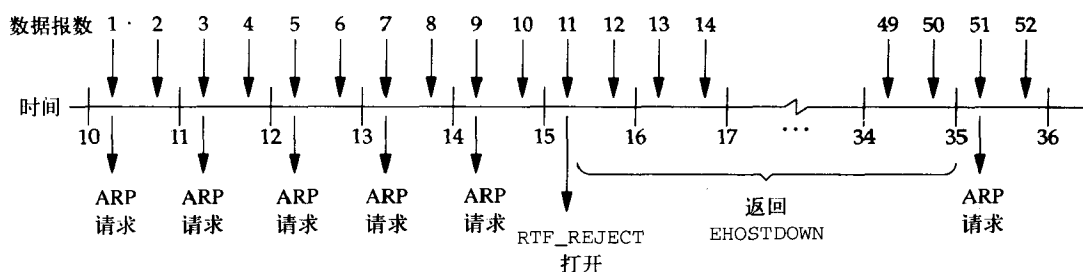 数据报数 1 2 3 4 5 6 7 8 9 10 11 12 13 14 49 50 51 52
时间
10 11 12 13 14 15 16 17 ... 34 35 36
ARP ARP ARP ARP ARP 返回 ARP
请求 请求 请求 请求 请求 RTF_REJECT EHOSTDOWN 请求
打开